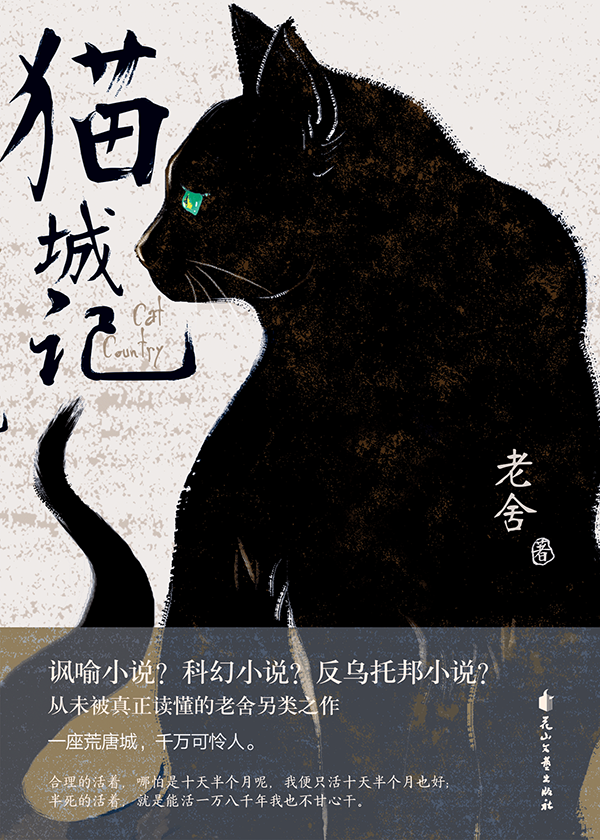 猫城记
Cat
Country
老舍
著
讽喻小说？科幻小说？反乌托邦小说？
从未被真正读懂的老舍另类之作
一座荒唐城，千万可怜人。
合理的活着，哪怕是十天半个月呢，我便只活十天半个月也好；
半死的活着，就是能活一万八千年我也不甘心干。
花山文艺出版社